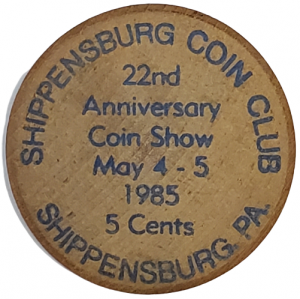 SHIPPENSBURG COIN CLUB
22nd
Anniversary
Coin Show
May 4 - 5
1985
5 Cents
SHIPPENSBURG, PA.